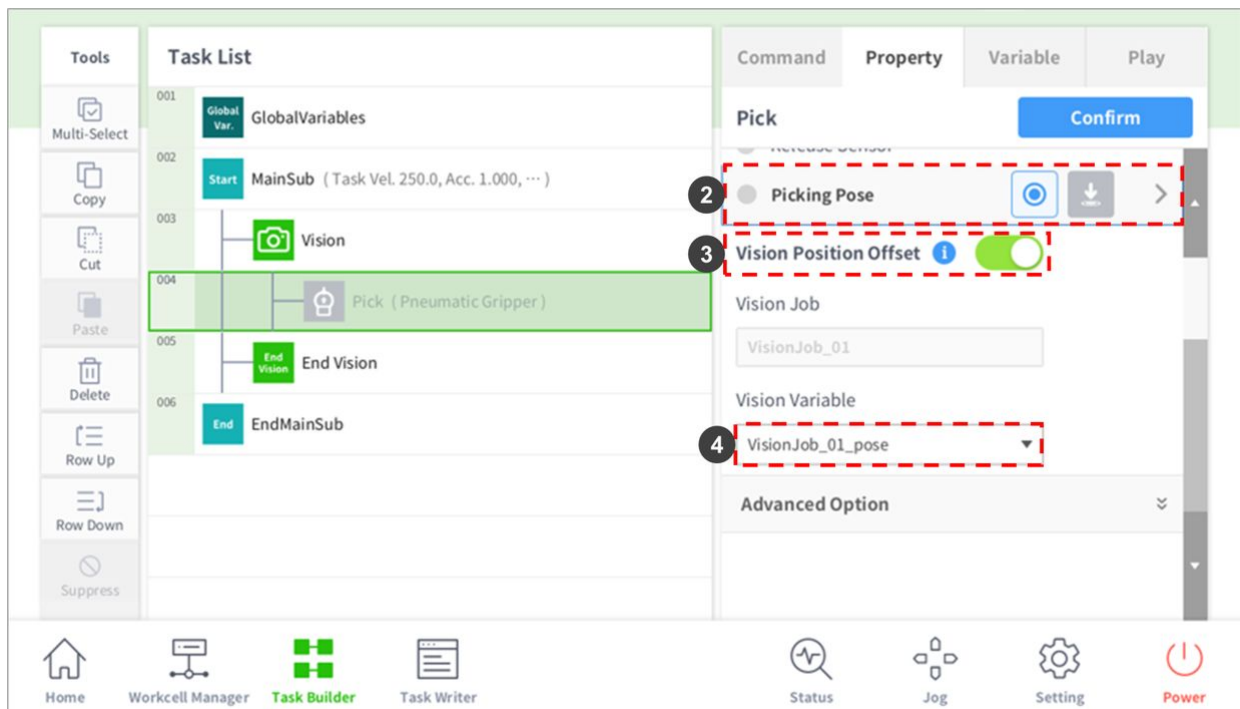 Tools
Multi-Select
Copy
Cut
Paste
Delete
Row Up
Row Down
Suppress
Task List
001
Global
Var.
GlobalVariables
002
Start
MainSub ( Task Vel. 250.0, Acc. 1.000, ··· )
003
Vision
004
Pick ( Pneumatic Gripper )
005
End
Vision
End Vision
006
End
EndMainSub
Command Property Variable Play
Pick
Confirm
2
Picking Pose
3
Vision Position Offset i
Vision Job
VisionJob_01
Vision Variable
4
VisionJob_01_pose
Advanced Option
Home
Workcell Manager
Task Builder
Task Writer
Status
Jog
Setting
Power